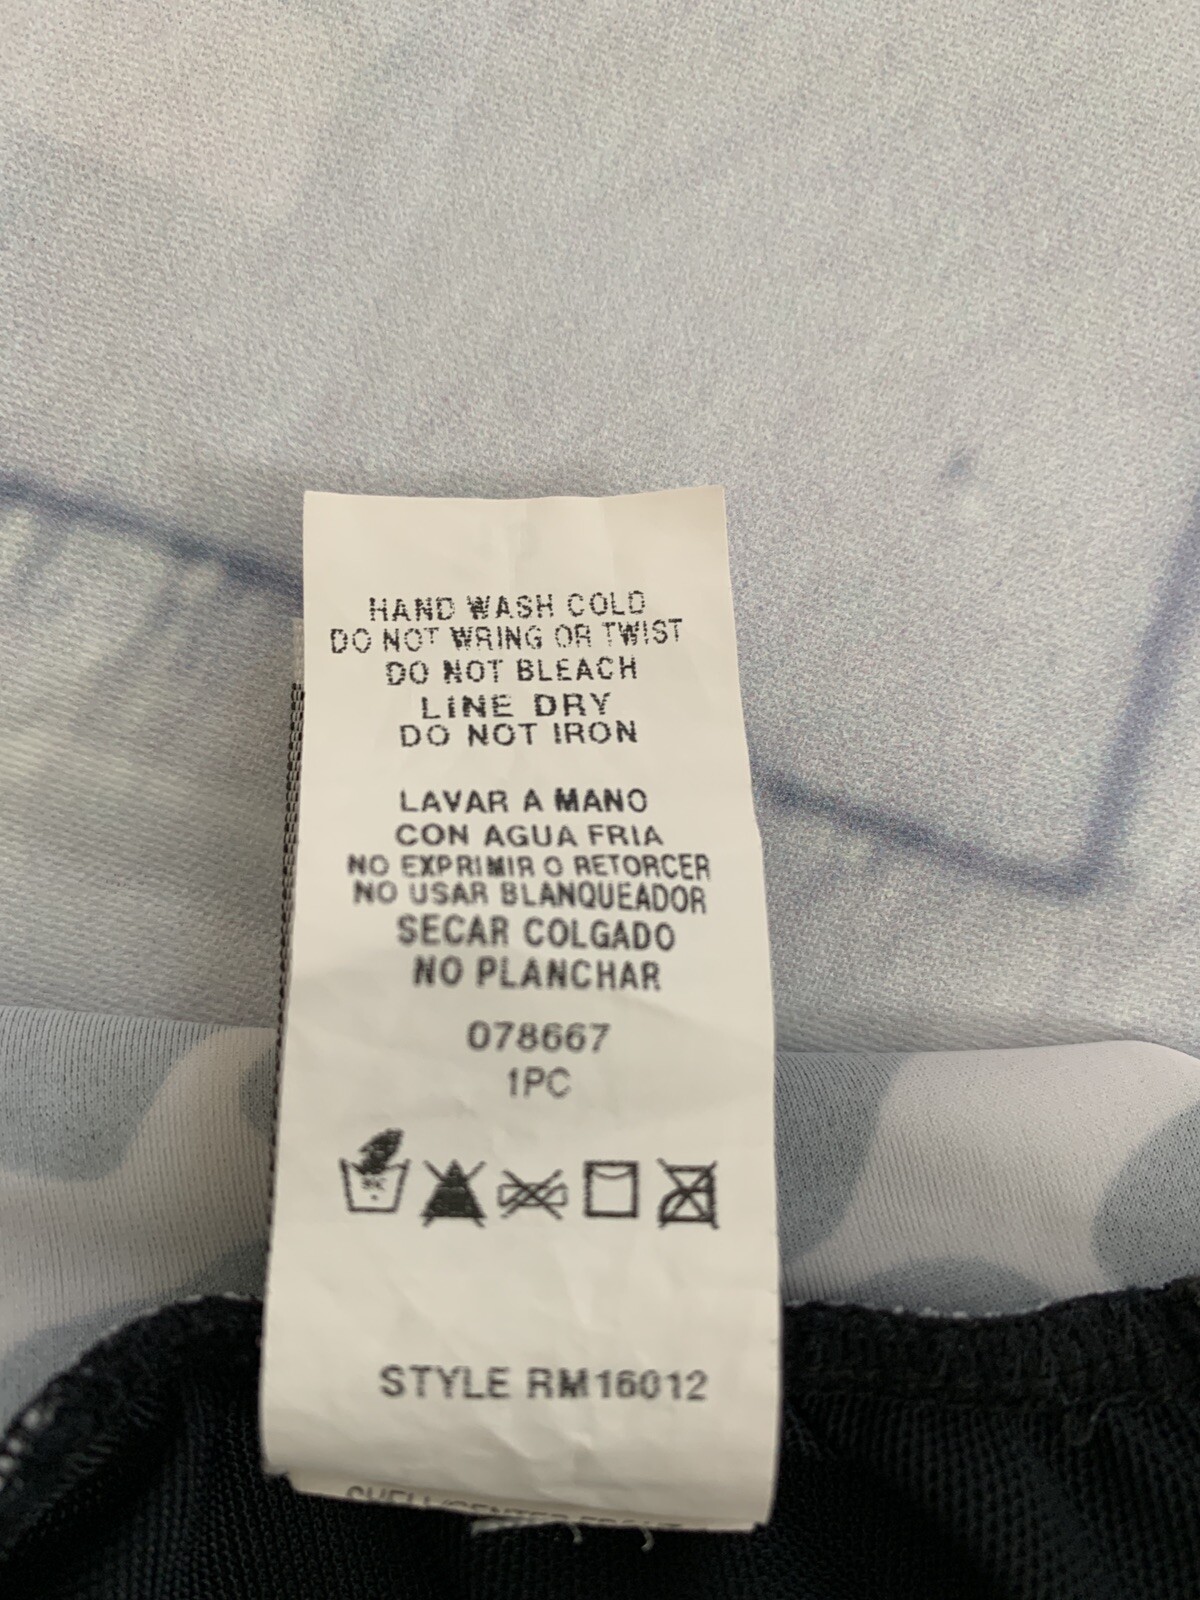 HAND WASH COLD
DO NOT WRING OR TWIST
DO NOT BLEACH
LINE DRY
DO NOT IRON
LAVAR A MANO
CON AGUA FRIA
NO EXPRIMIR O RETORCER
NO USAR BLANQUEADOR
SECAR COLGADO
NO PLANCHAR
078667
1PC
STYLE RM16012